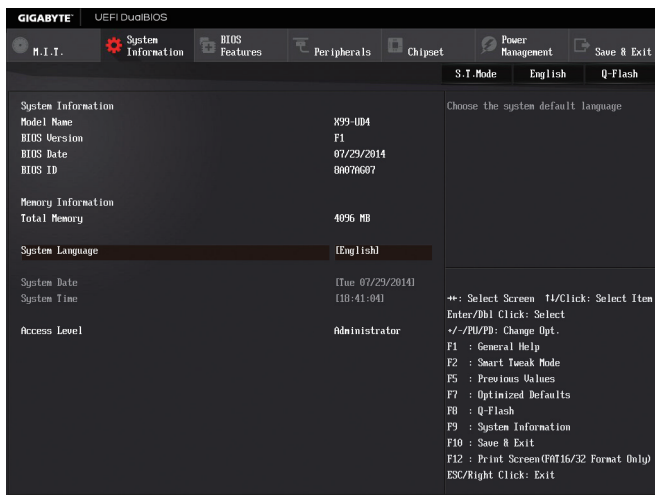 GIGABYTE™ UEFI DualBIOS
M.I.T. System Information BIOS Features Peripherals Chipset Power Management Save & Exit
S.T.Mode English Q-Flash
System Information
Model Name X99-UD4
BIOS Version F1
BIOS Date 07/29/2014
BIOS ID 8A07AG07
Memory Information
Total Memory 4096 MB
System Language [English]
System Date [Tue 07/29/2014]
System Time [18:41:04]
Access Level Administrator
Choose the system default language
→←: Select Screen ↑↓/Click: Select Item
Enter/Dbl Click: Select
+/-/PU/PD: Change Opt.
F1 : General Help
F2 : Smart Tweak Mode
F5 : Previous Values
F7 : Optimized Defaults
F8 : Q-Flash
F9 : System Information
F10 : Save & Exit
F12 : Print Screen(FAT16/32 Format Only)
ESC/Right Click: Exit